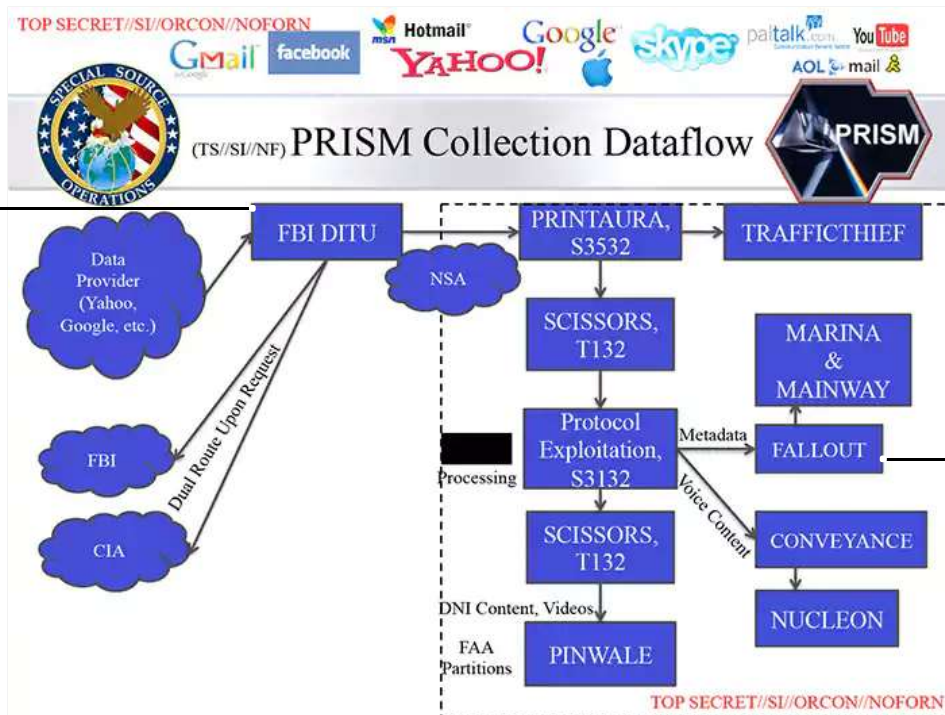 TOP SECRET//SI//ORCON//NOFORN
Gmail
by Google
facebook
msn Hotmail
YAHOO!
Google
skype
paltalk.com
YouTube
AOL mail
SPECIAL SOURCE
OPERATIONS
(TS//SI//NF) PRISM Collection Dataflow
PRISM
Data
Provider
(Yahoo,
Google, etc.)
FBI DITU
NSA
PRINTAURA,
S3532
TRAFFICTHIEF
SCISSORS,
T132
MARINA
&
MAINWAY
Dual Route Upon Request
FBI
CIA
Processing
Protocol
Exploitation,
S3132
Metadata
FALLOUT
Voice Content
SCISSORS,
T132
CONVEYANCE
NUCLEON
DNI Content, Videos
FAA
Partitions
PINWALE
TOP SECRET//SI//ORCON//NOFORN